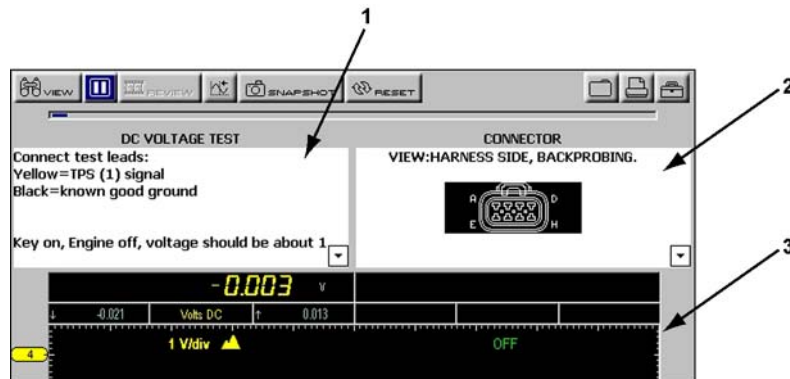 1
VIEW REVIEW SNAPSHOT RESET
2
DC VOLTAGE TEST
Connect test leads:
Yellow=TPS (1) signal
Black=known good ground
Key on, Engine off, voltage should be about 1
CONNECTOR
VIEW:HARNESS SIDE, BACKPROBING.
A D
E H
3
-0.003 V
↓ -0.021 Volts DC ↑ 0.013
4 1 V/div OFF